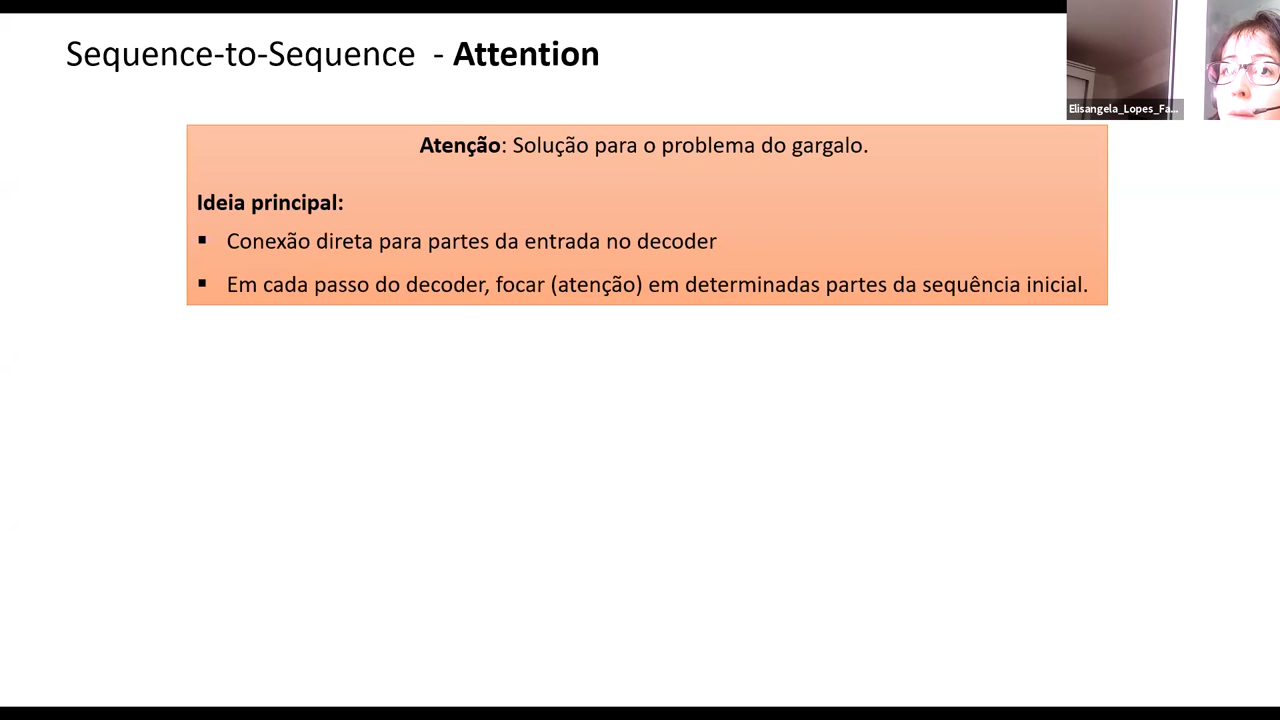 Sequence-to-Sequence - Attention
Elisangela_Lopes_Fa...
Atenção: Solução para o problema do gargalo.
Ideia principal:
▪ Conexão direta para partes da entrada no decoder
▪ Em cada passo do decoder, focar (atenção) em determinadas partes da sequência inicial.